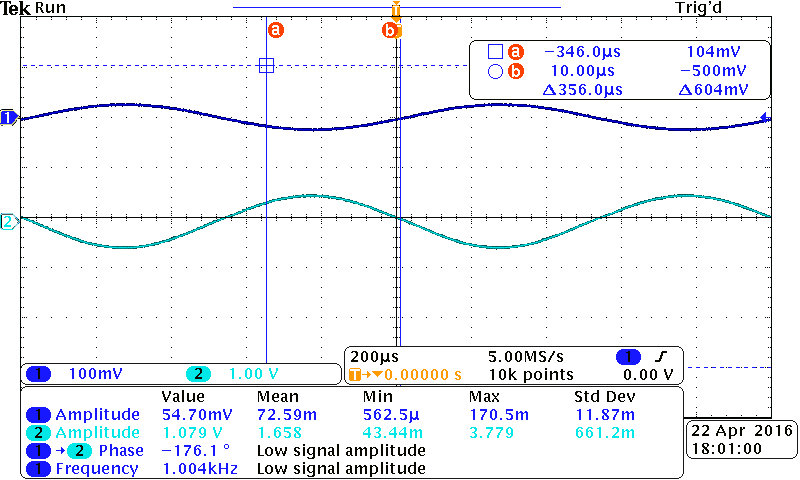 Tek Run Trig'd
T
a b
a −346.0µs 104mV
b 10.00µs −500mV
Δ356.0µs Δ604mV
1
2
1 100mV 2 1.00 V
200µs 5.00MS/s 1
T→▼0.00000 s 10k points 0.00 V
Value Mean Min Max Std Dev
1 Amplitude 54.70mV 72.59m 562.5µ 170.5m 11.87m
2 Amplitude 1.079 V 1.658 43.44m 3.779 661.2m
1 → 2 Phase −176.1 ° Low signal amplitude
1 Frequency 1.004kHz Low signal amplitude
22 Apr 2016
18:01:00